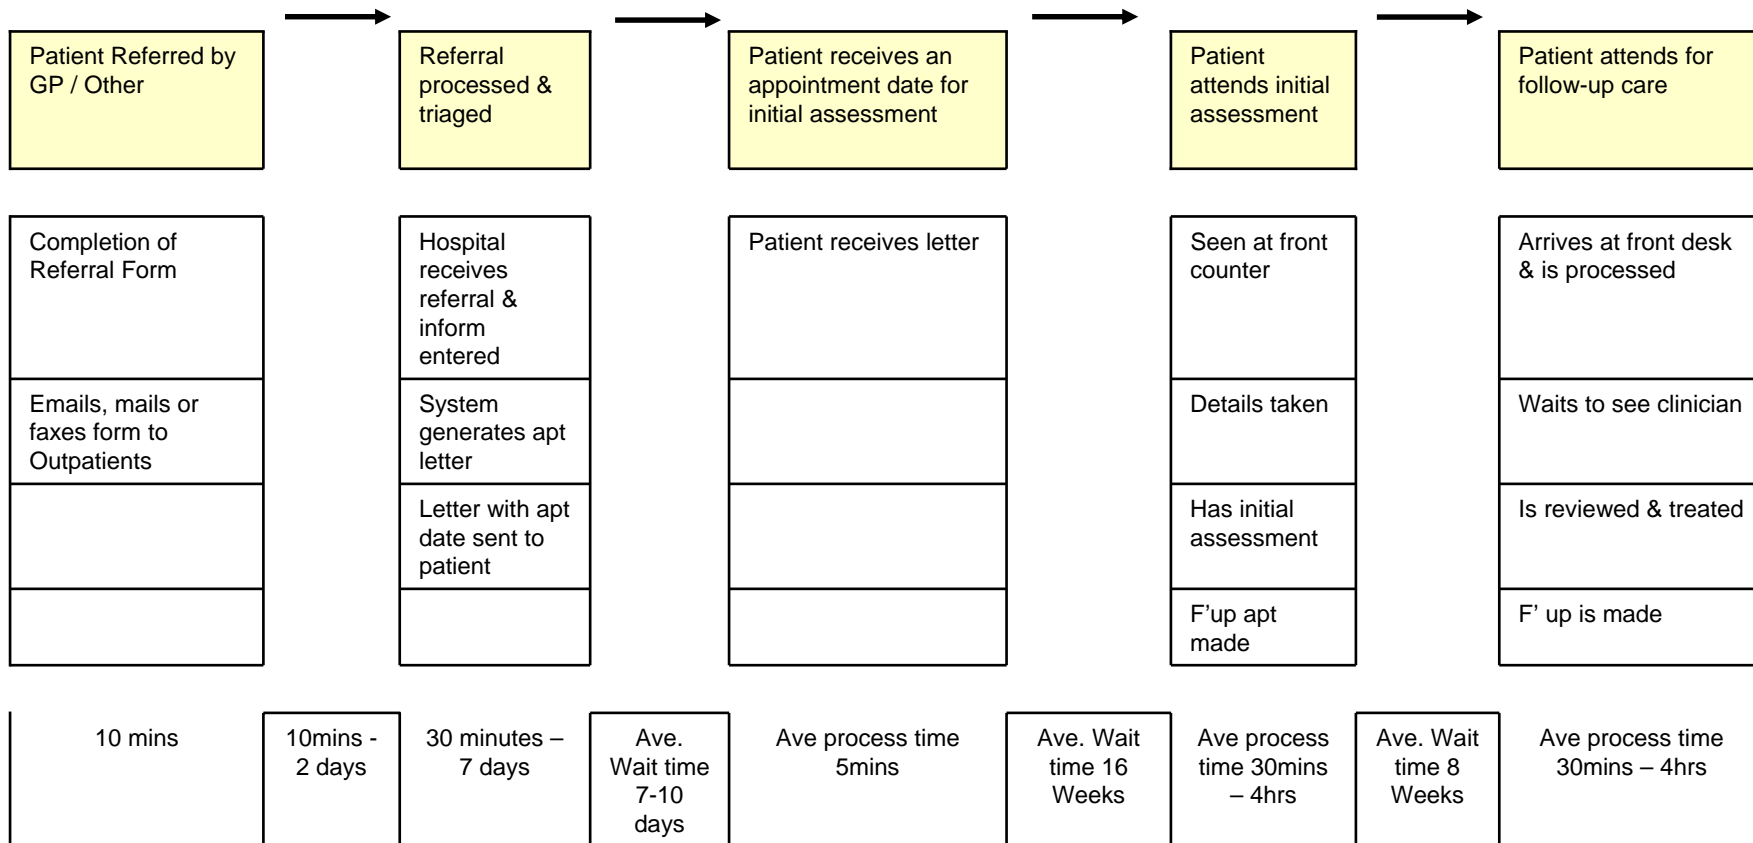 Patient Referred by
GP / Other
Referral
processed &
triaged
Patient receives an
appointment date for
initial assessment
Patient
attends initial
assessment
Patient attends for
follow-up care
Completion of
Referral Form
Hospital
receives
referral &
inform
entered
Patient receives letter
Seen at front
counter
Arrives at front desk
& is processed
Emails, mails or
faxes form to
Outpatients
System
generates apt
letter
Details taken
Waits to see clinician
Letter with apt
date sent to
patient
Has initial
assessment
Is reviewed & treated
F’up apt
made
F’ up is made
10 mins
10mins -
2 days
30 minutes –
7 days
Ave.
Wait time
7-10
days
Ave process time
5mins
Ave. Wait
time 16
Weeks
Ave process
time 30mins
– 4hrs
Ave. Wait
time 8
Weeks
Ave process time
30mins – 4hrs